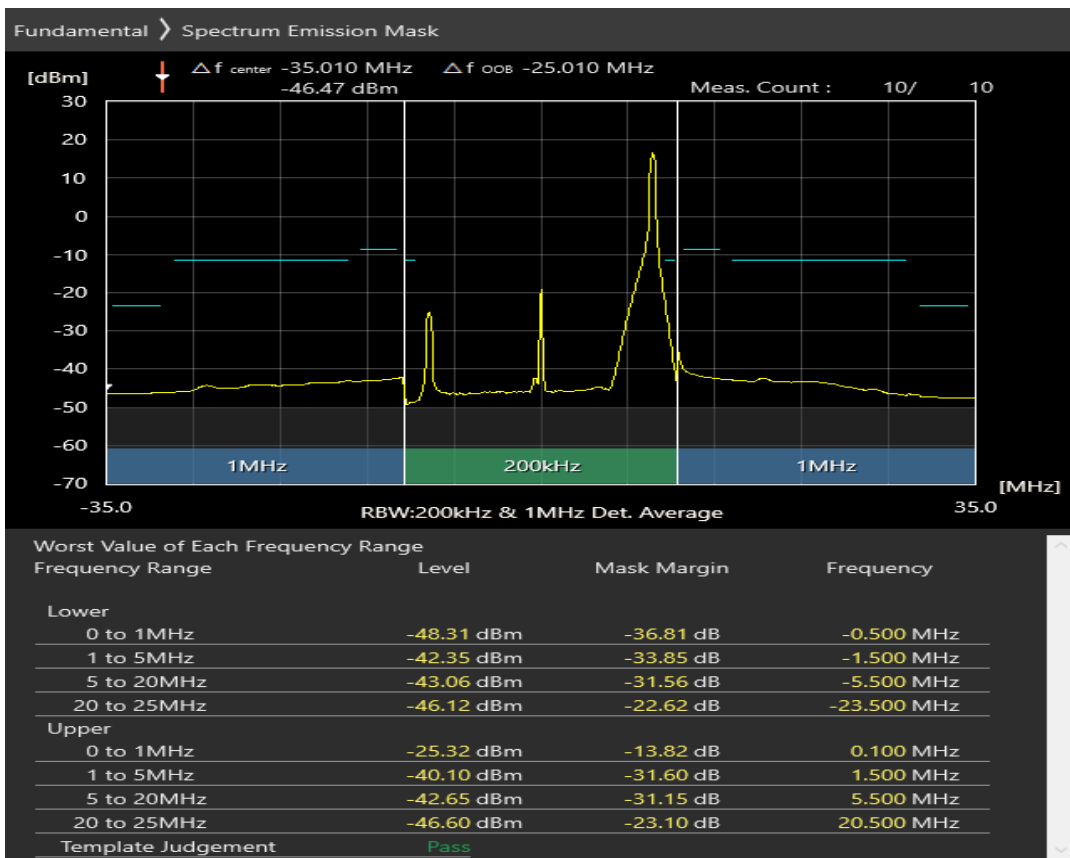 Fundamental 〉 Spectrum Emission Mask
[dBm] △f center -35.010 MHz △f OOB -25.010 MHz
-46.47 dBm Meas. Count : 10/ 10
30
20
10
0
-10
-20
-30
-40
-50
-60
-70
1MHz 200kHz 1MHz
[MHz]
-35.0 RBW:200kHz & 1MHz Det. Average 35.0
Worst Value of Each Frequency Range
Frequency Range Level Mask Margin Frequency
Lower
0 to 1MHz -48.31 dBm -36.81 dB -0.500 MHz
1 to 5MHz -42.35 dBm -33.85 dB -1.500 MHz
5 to 20MHz -43.06 dBm -31.56 dB -5.500 MHz
20 to 25MHz -46.12 dBm -22.62 dB -23.500 MHz
Upper
0 to 1MHz -25.32 dBm -13.82 dB 0.100 MHz
1 to 5MHz -40.10 dBm -31.60 dB 1.500 MHz
5 to 20MHz -42.65 dBm -31.15 dB 5.500 MHz
20 to 25MHz -46.60 dBm -23.10 dB 20.500 MHz
Template Judgement Pass